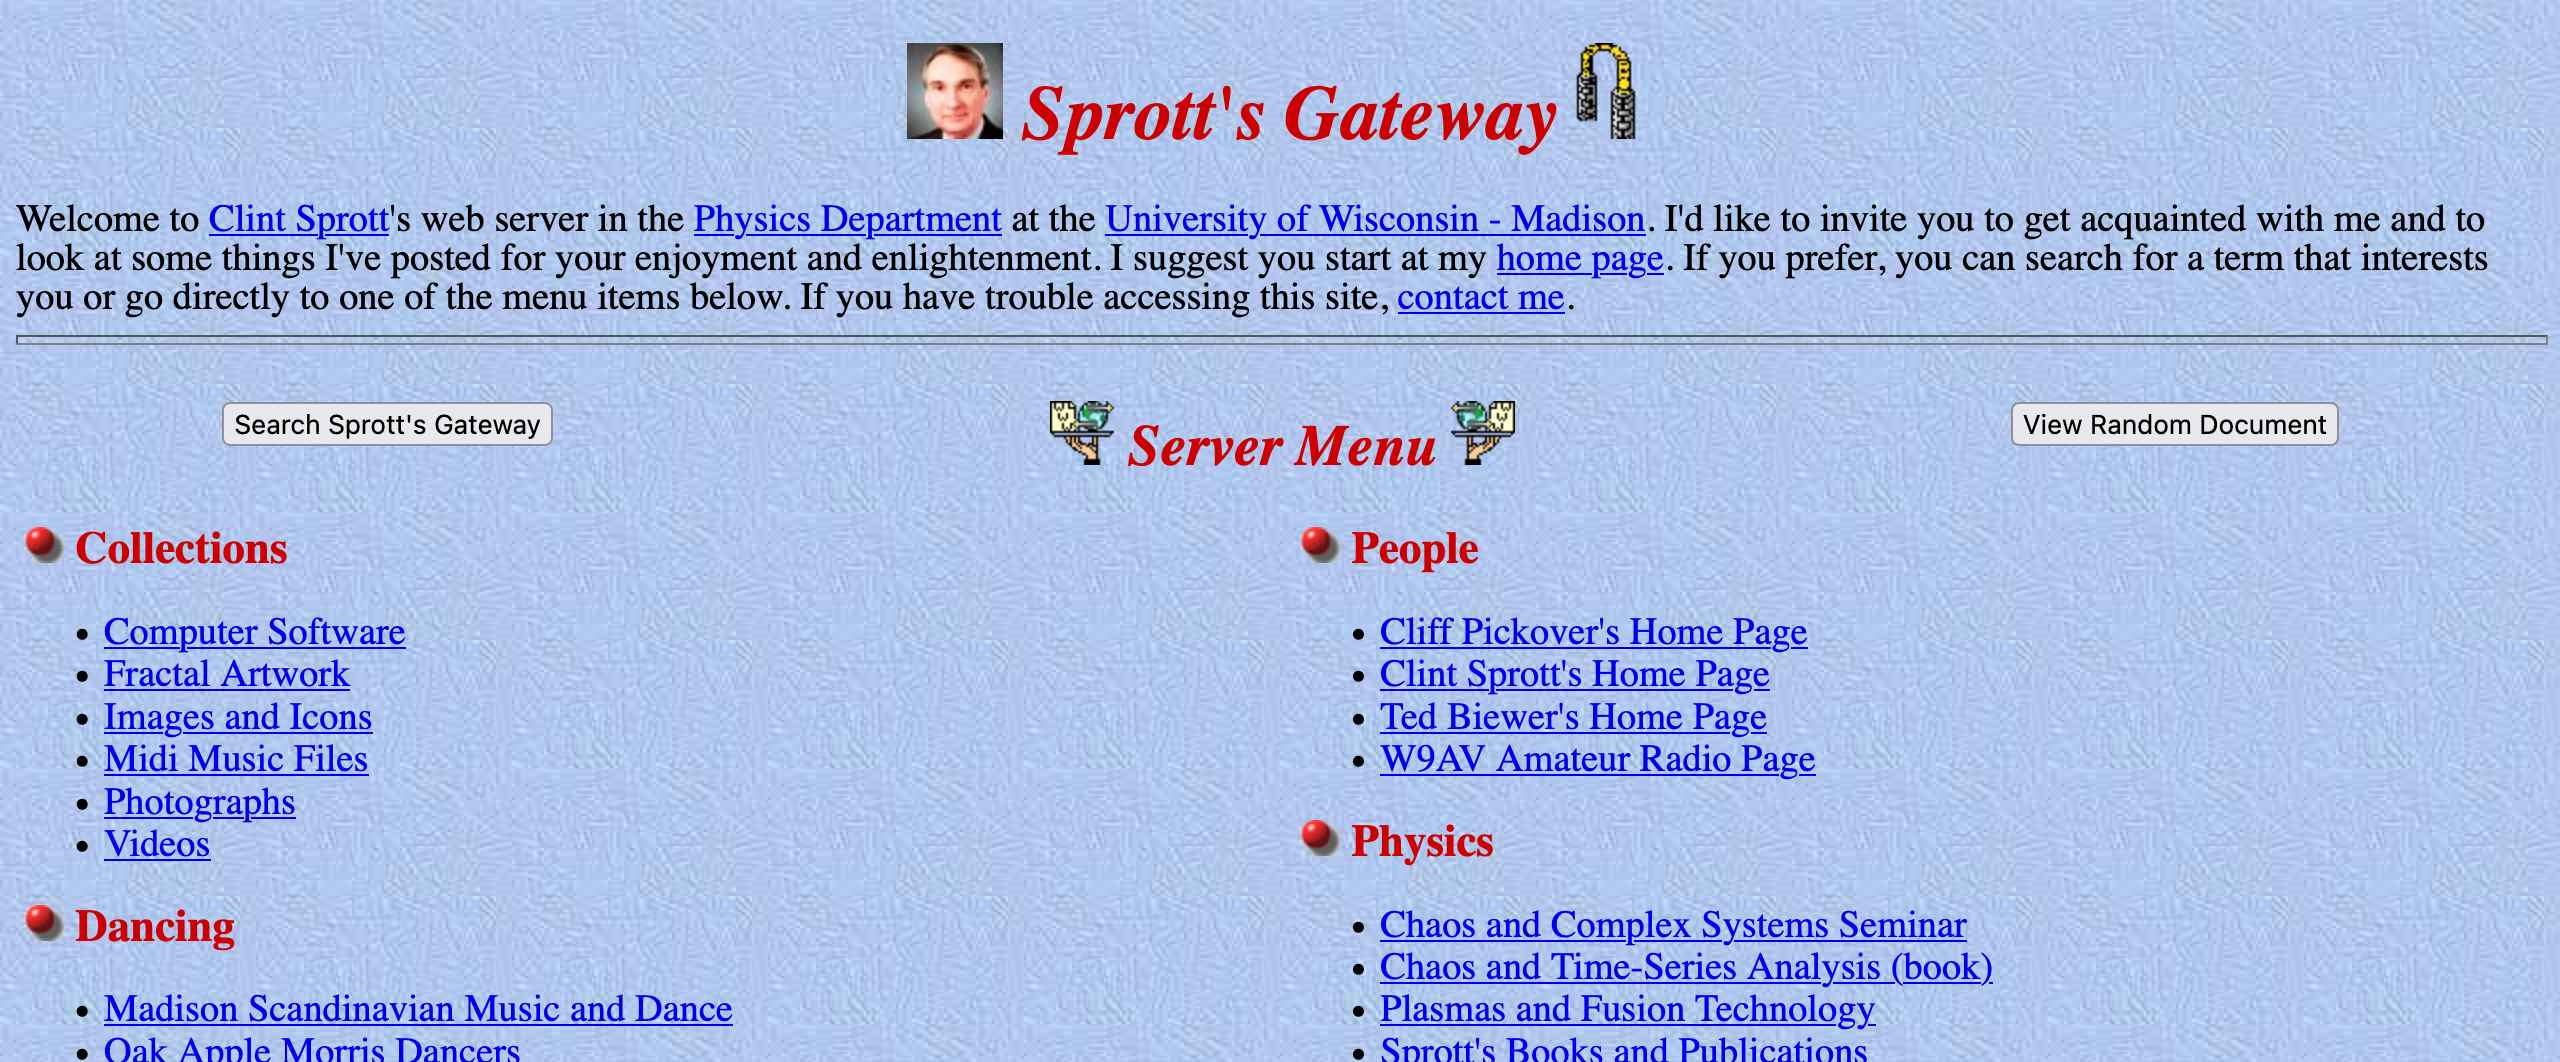 Sprott's Gateway
Welcome to Clint Sprott's web server in the Physics Department at the University of Wisconsin - Madison. I'd like to invite you to get acquainted with me and to
look at some things I've posted for your enjoyment and enlightenment. I suggest you start at my home page. If you prefer, you can search for a term that interests
you or go directly to one of the menu items below. If you have trouble accessing this site, contact me.
Search Sprott's Gateway
Server Menu
View Random Document
Collections
Computer Software
Fractal Artwork
Images and Icons
Midi Music Files
Photographs
Videos
Dancing
Madison Scandinavian Music and Dance
Oak Apple Morris Dancers
People
Cliff Pickover's Home Page
Clint Sprott's Home Page
Ted Biewer's Home Page
W9AV Amateur Radio Page
Physics
Chaos and Complex Systems Seminar
Chaos and Time-Series Analysis (book)
Plasmas and Fusion Technology
Sprott's Books and Publications